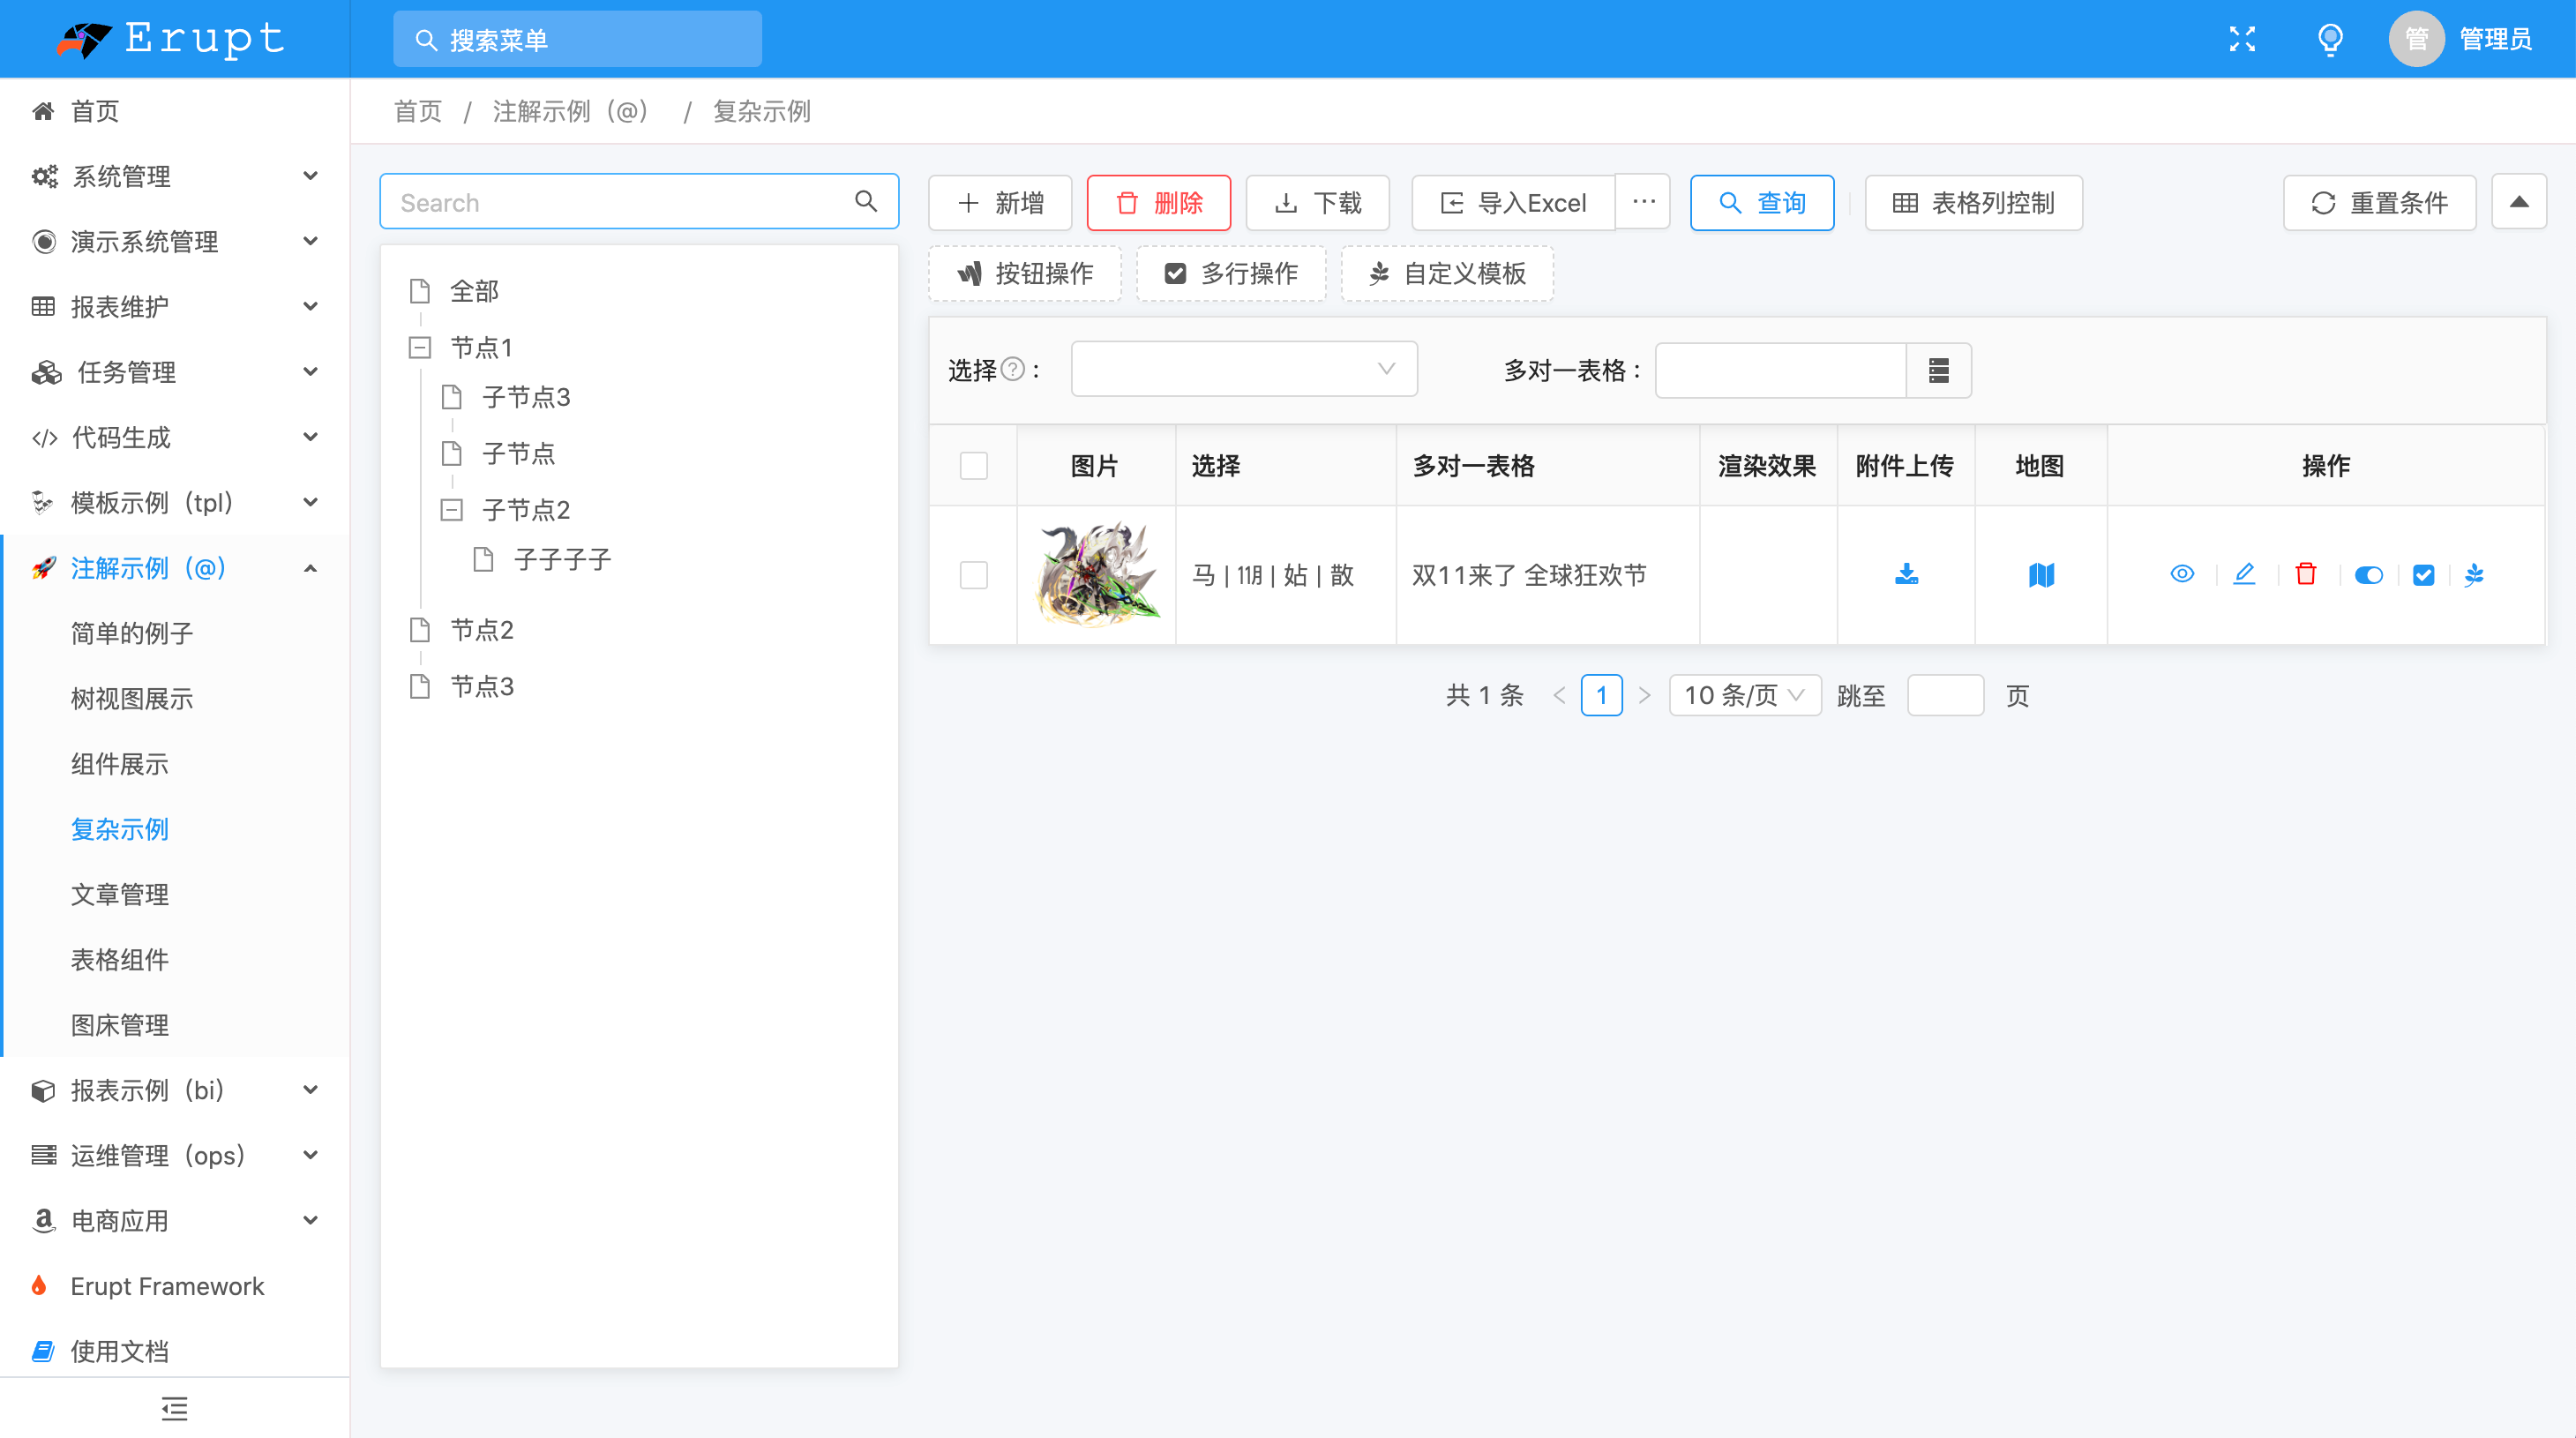 Erupt
搜索菜单
管 管理员
首页
系统管理
演示系统管理
报表维护
任务管理
代码生成
模板示例（tpl）
注解示例（@）
简单的例子
树视图展示
组件展示
复杂示例
文章管理
表格组件
图床管理
报表示例（bi）
运维管理（ops）
电商应用
Erupt Framework
使用文档
首页 / 注解示例（@） / 复杂示例
Search
全部
节点1
子节点3
子节点
子节点2
子子子子
节点2
节点3
新增 删除 下载 导入Excel ··· 查询 表格列控制 重置条件
按钮操作 多行操作 自定义模板
选择 ? : 多对一表格 :
图片 选择 多对一表格 渲染效果 附件上传 地图 操作
马 | | 姑 | 散 双11来了 全球狂欢节
共 1 条 < 1 > 10 条/页 跳至 页